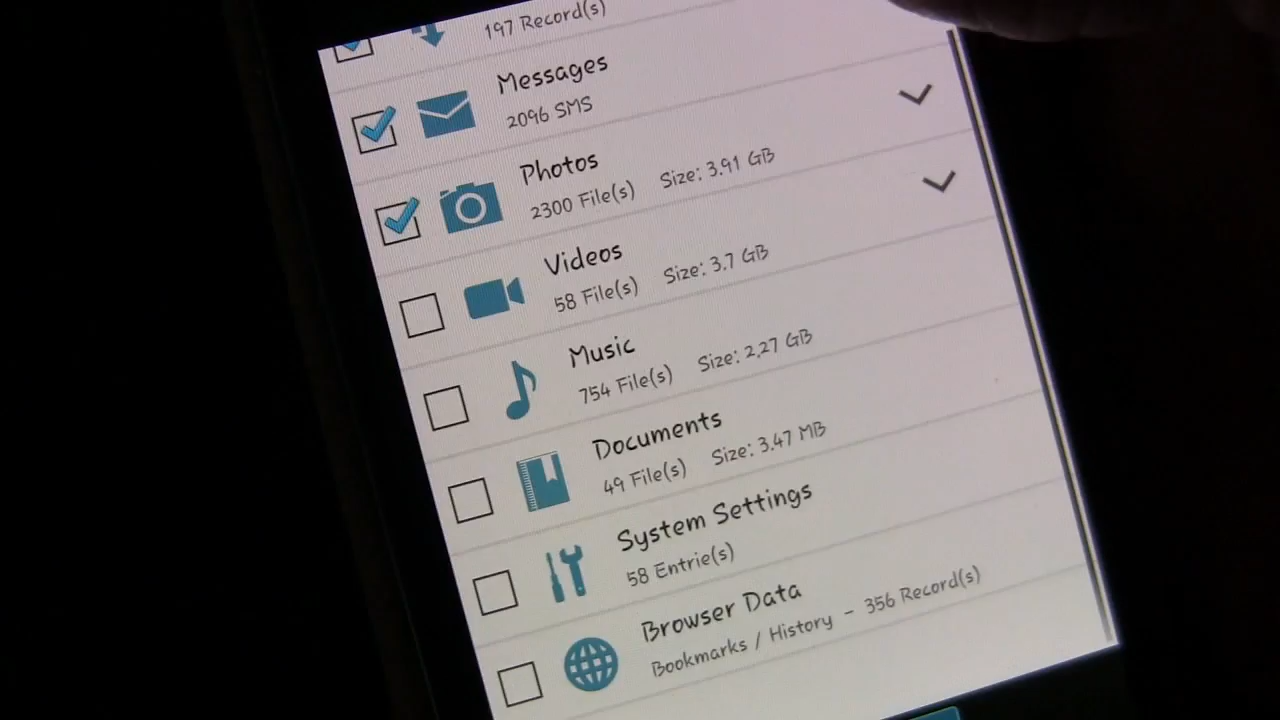 197 Record(s)
Messages
2096 SMS
Photos
2300 File(s) Size: 3.91 GB
Videos
58 File(s) Size: 3.7 GB
Music
754 File(s) Size: 2.27 GB
Documents
49 File(s) Size: 3.47 MB
System Settings
58 Entrie(s)
Browser Data
Bookmarks / History - 356 Record(s)